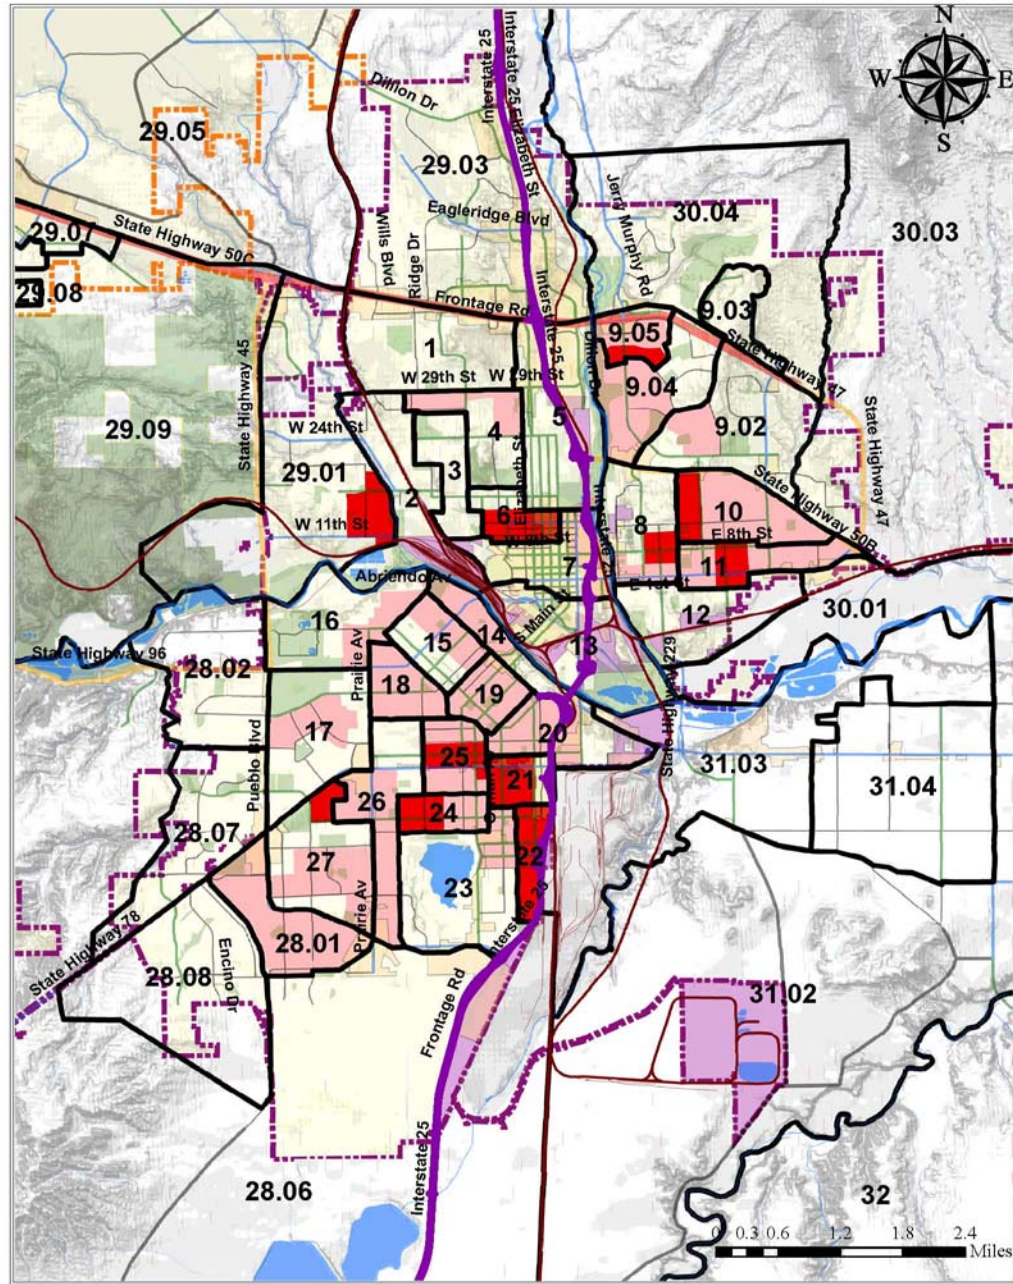 N
W E
S
Interstate 25
Interstate 25
Elizabeth St
Dillon Dr
29.05
29.03
Jerry Murphy Rd
30.04
30.03
Eagleridge Blvd
Wills Blvd
Ridge Dr
29.07
State Highway 50C
29.08
Frontage Rd
Interstate 25
9.03
9.05
State Highway 47
1
W 29th St
W 29th St
9.04
State Highway 45
29.09
W 24th St
5
4
9.02
State Highway 47
29.01
3
2
Elizabeth St
State Highway 50B
W 11th St
6
8
10
E 8th St
7
11
Abriendo Av
E 1st St
12
30.01
16
S Main St
State Highway 96
28.02
Prairie Av
15
14
13
State Highway 229
18
19
17
20
Pueblo Blvd
25
31.03
21
31.04
26
24
28.07
22
27
23
Prairie Av
Interstate 25
28.01
State Highway 78
28.08
Encino Dr
Frontage Rd
31.02
Interstate 25
28.06
32
0.3 0.6 1.2 1.8 2.4
Miles